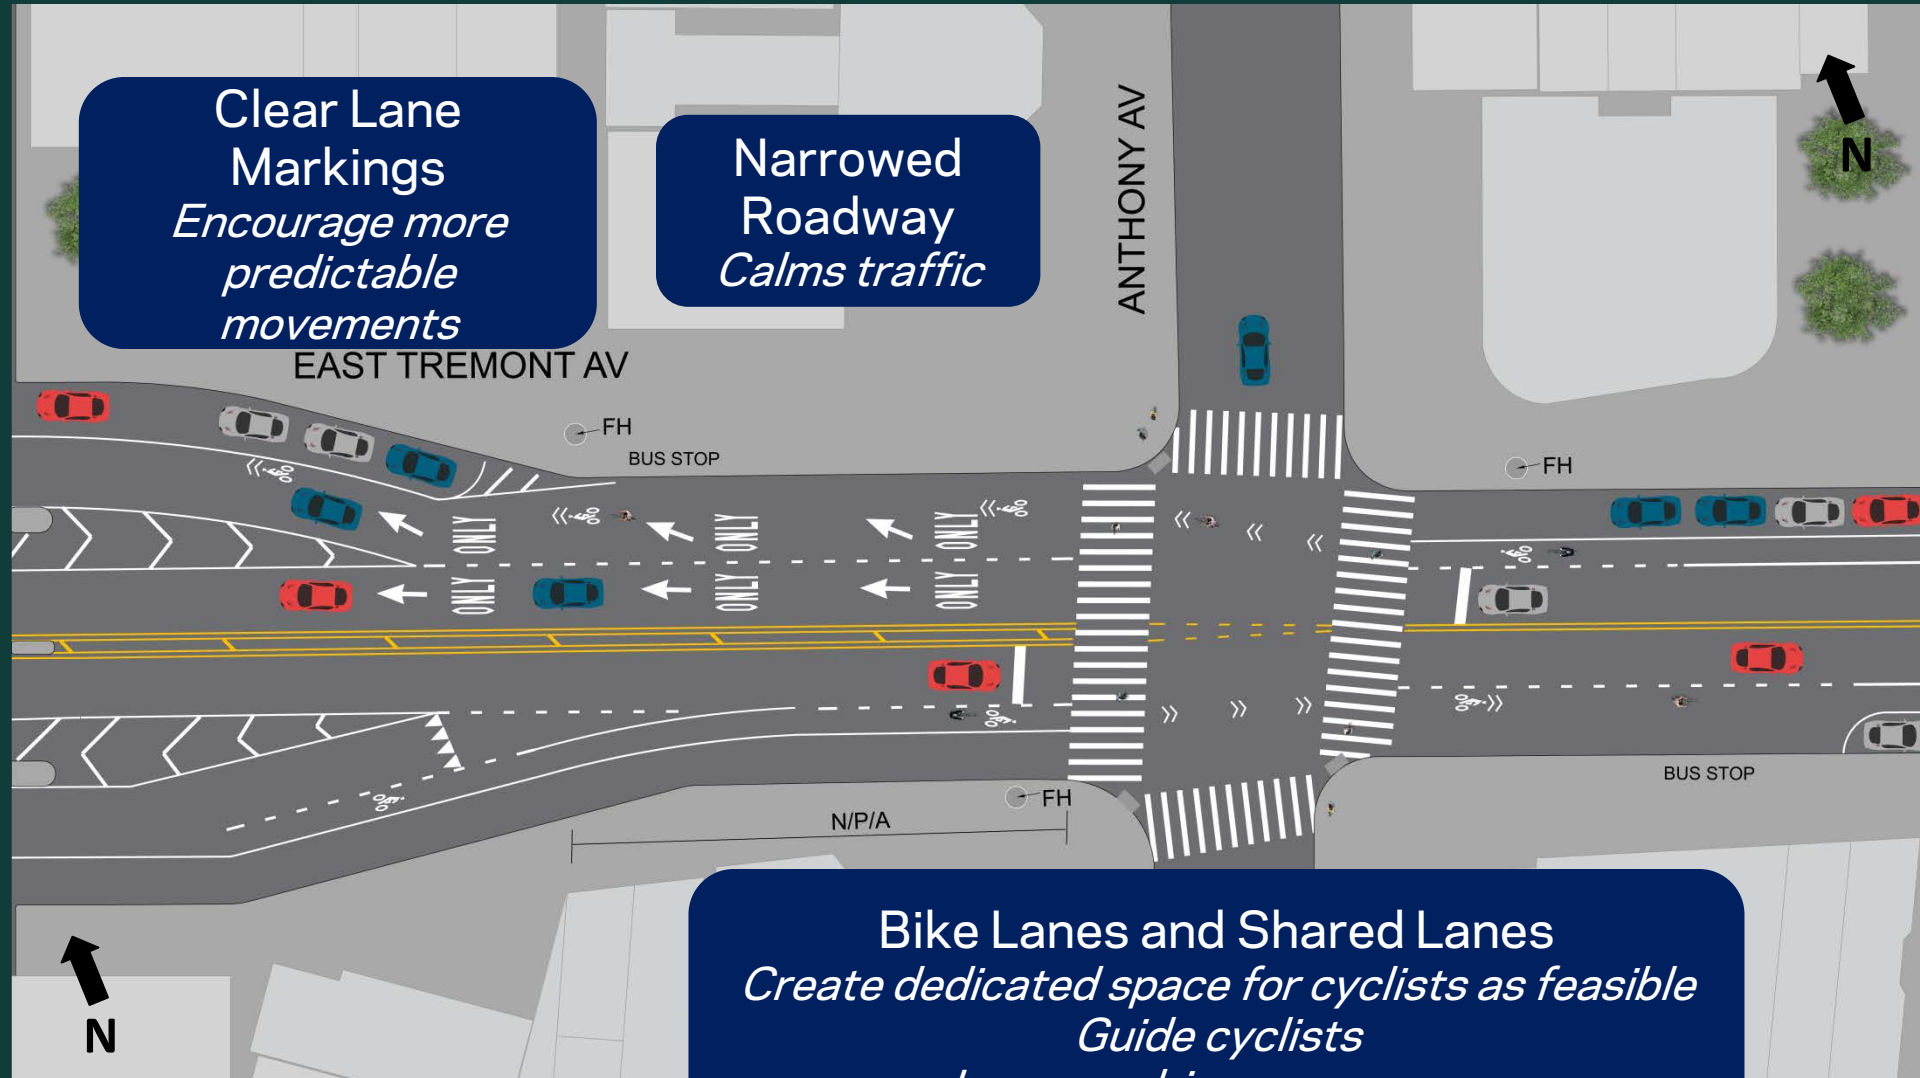 Clear Lane
Markings
Encourage more
predictable
movements
Narrowed
Roadway
Calms traffic
ANTHONY AV
N
EAST TREMONT AV
FH
BUS STOP
FH
ONLY
ONLY
ONLY
ONLY
ONLY
ONLY
BUS STOP
FH
N/P/A
Bike Lanes and Shared Lanes
Create dedicated space for cyclists as feasible
Guide cyclists
N